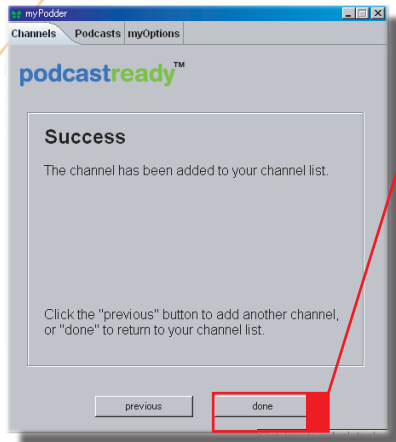 myPodder
Channels Podcasts myOptions
podcastready™
Success
The channel has been added to your channel list.
Click the "previous" button to add another channel,
or "done" to return to your channel list.
previous done